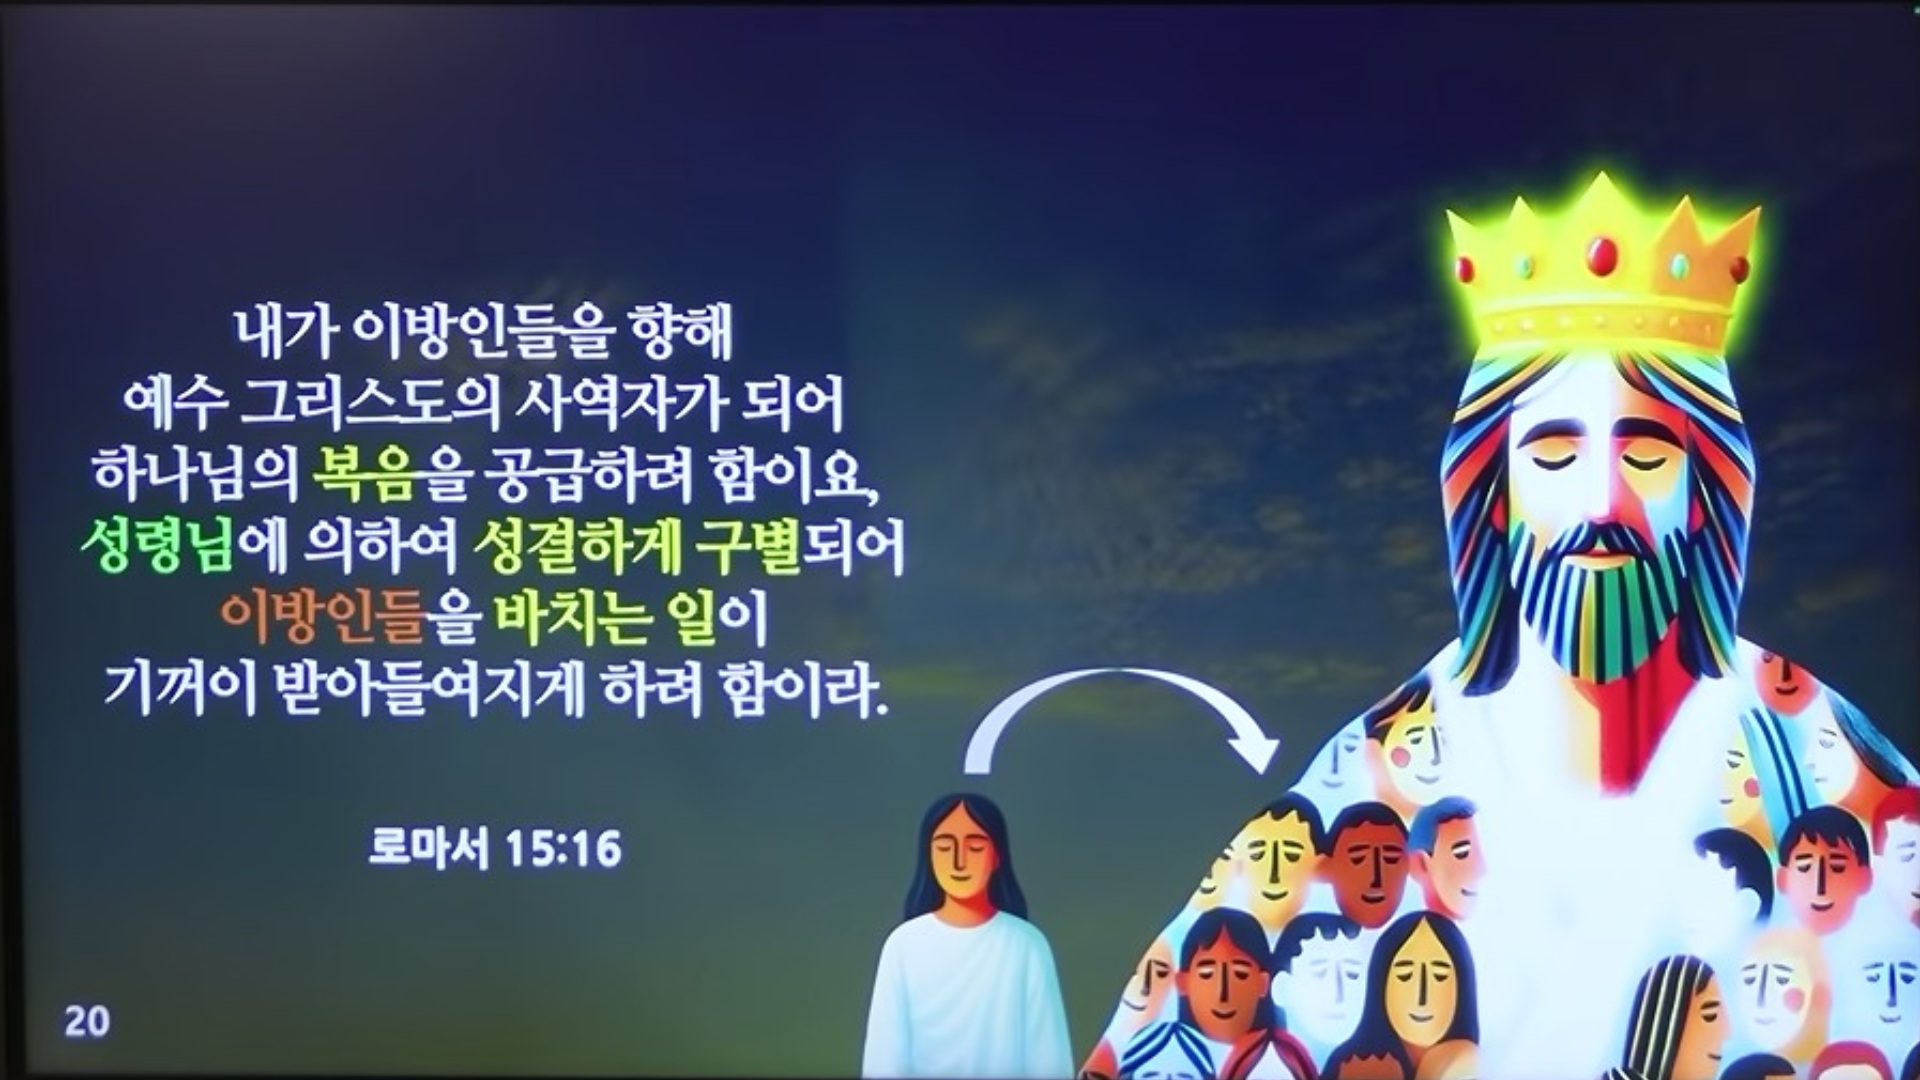 내가 이방인들을 향해
예수 그리스도의 사역자가 되어
하나님의 복음을 공급하려 함이요,
성령님에 의하여 성결하게 구별되어
이방인들을 바치는 일이
기꺼이 받아들여지게 하려 함이라.
로마서 15:16
20